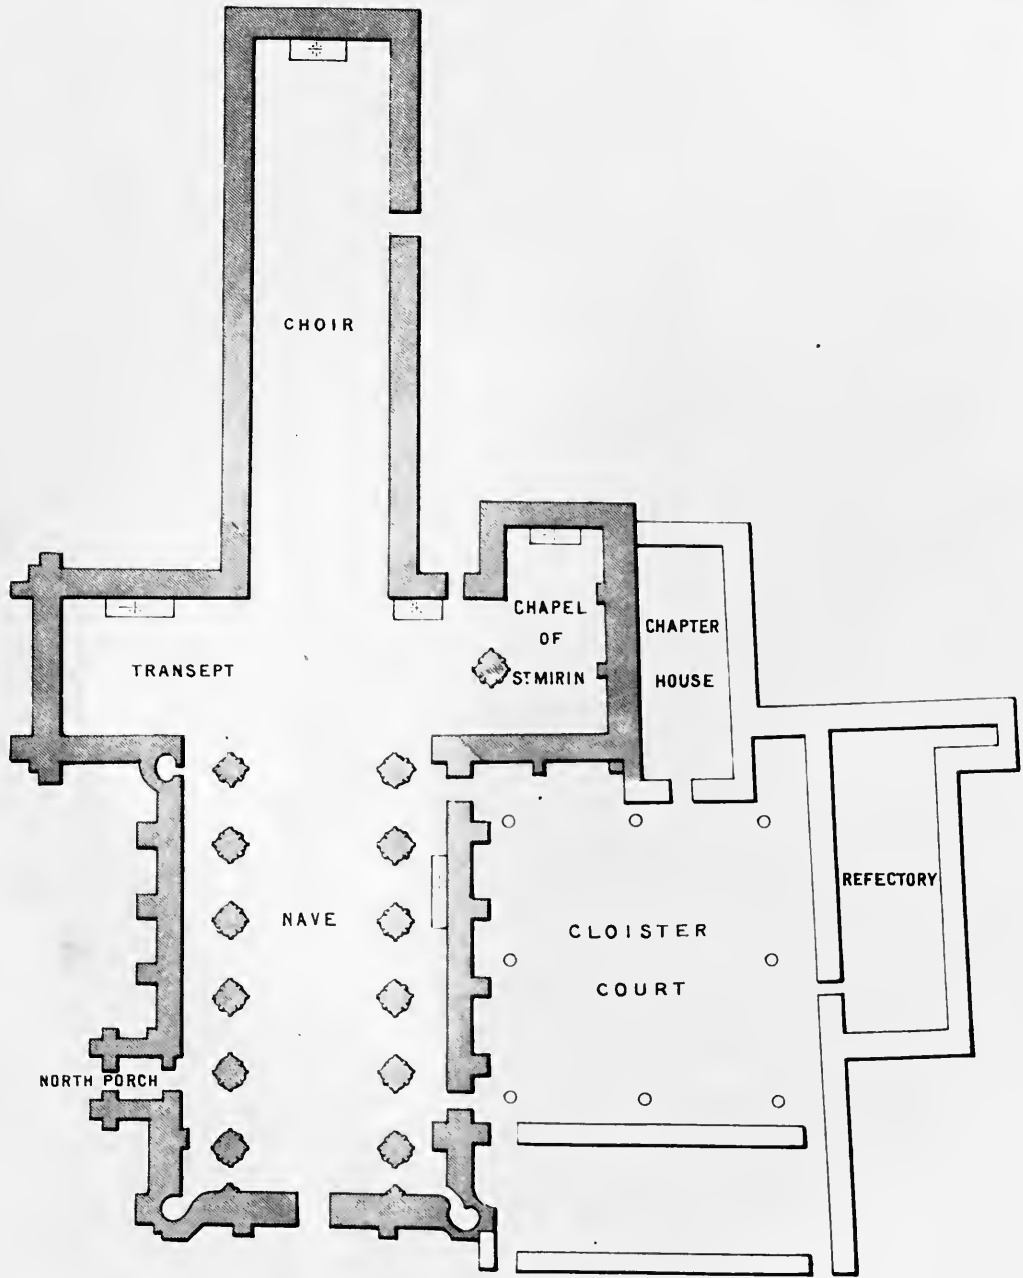 CHOIR
CHAPEL
OF
ST MIRIN
CHAPTER
HOUSE
TRANSEPT
REFECTORY
NAVE
CLOISTER
COURT
NORTH PORCH